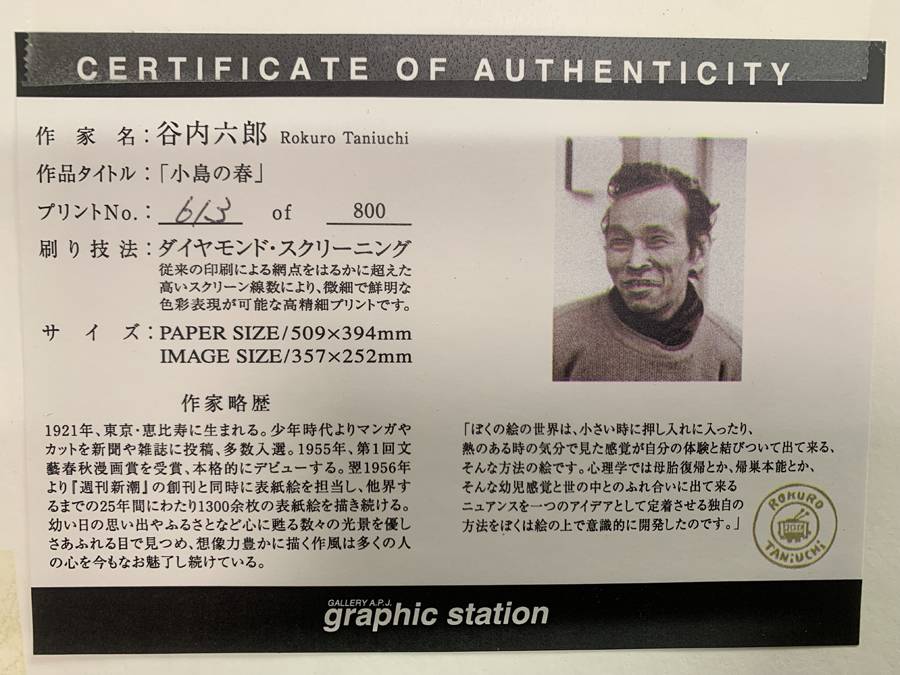 CERTIFICATE OF AUTHENTICITY
作家名：谷内六郎 Rokuro Taniuchi
作品タイトル：「小島の春」
プリントNo.：613 of 800
刷り技法：ダイヤモンド・スクリーニング
従来の印刷による網点をはるかに超えた
高いスクリーン線数により、微細で鮮明な
色彩表現が可能な高精細プリントです。
サイズ：PAPER SIZE/509×394mm
IMAGE SIZE/357×252mm
作家略歴
1921年、東京・恵比寿に生まれる。少年時代よりマンガや
カットを新聞や雑誌に投稿、多数入選。1955年、第1回文
藝春秋漫画賞を受賞、本格的にデビューする。翌1956年
より『週刊新潮』の創刊と同時に表紙絵を担当し、他界す
るまでの25年間にわたり1300余枚の表紙絵を描き続ける。
幼い日の思い出やふるさとなど心に甦る数々の光景を優し
さあふれる目で見つめ、想像力豊かに描く作風は多くの人
の心を今もなお魅了し続けている。
「ぼくの絵の世界は、小さい時に押し入れに入ったり、
熱のある時の気分で見た感覚が自分の体験と結びついて出て来る、
そんな方法の絵です。心理学では母胎復帰とか、帰巣本能とか、
そんな幼児感覚と世の中とのふれ合いに出て来る
ニュアンスを一つのアイデアとして定着させる独自の
方法をぼくは絵の上で意識的に開発したのです。」
ROKURO
TANiUCHi
GALLERY A.P.J.
graphic station